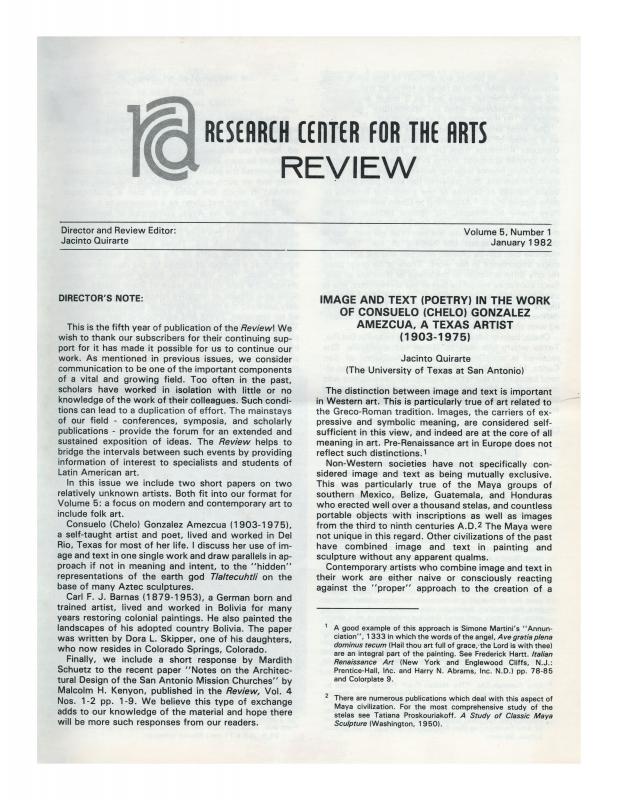 rca RESEARCH CENTER FOR THE ARTS
REVIEW
Director and Review Editor:
Jacinto Quirarte
Volume 5, Number 1
January 1982
DIRECTOR'S NOTE:
This is the fifth year of publication of the Review! We
wish to thank our subscribers for their continuing sup-
port for it has made it possible for us to continue our
work. As mentioned in previous issues, we consider
communication to be one of the important components
of a vital and growing field. Too often in the past,
scholars have worked in isolation with little or no
knowledge of the work of their colleagues. Such condi-
tions can lead to a duplication of effort. The mainstays
of our field - conferences, symposia, and scholarly
publications - provide the forum for an extended and
sustained exposition of ideas. The Review helps to
bridge the intervals between such events by providing
information of interest to specialists and students of
Latin American art.
In this issue we include two short papers on two
relatively unknown artists. Both fit into our format for
Volume 5: a focus on modern and contemporary art to
include folk art.
Consuelo (Chelo) Gonzalez Amezcua (1903-1975),
a self-taught artist and poet, lived and worked in Del
Rio, Texas for most of her life. I discuss her use of im-
age and text in one single work and draw parallels in ap-
proach if not in meaning and intent, to the "hidden"
representations of the earth god Tlaltecuhtli on the
base of many Aztec sculptures.
Carl F. J. Barnas (1879-1953), a German born and
trained artist, lived and worked in Bolivia for many
years restoring colonial paintings. He also painted the
landscapes of his adopted country Bolivia. The paper
was written by Dora L. Skipper, one of his daughters,
who now resides in Colorado Springs, Colorado.
Finally, we include a short response by Mardith
Schuetz to the recent paper "Notes on the Architec-
tural Design of the San Antonio Mission Churches" by
Malcolm H. Kenyon, published in the Review, Vol. 4
Nos. 1-2 pp. 1-9. We believe this type of exchange
adds to our knowledge of the material and hope there
will be more such responses from our readers.
IMAGE AND TEXT (POETRY) IN THE WORK
OF CONSUELO (CHELO) GONZALEZ
AMEZCUA, A TEXAS ARTIST
(1903-1975)
Jacinto Quirarte
(The University of Texas at San Antonio)
The distinction between image and text is important
in Western art. This is particularly true of art related to
the Greco-Roman tradition. Images, the carriers of ex-
pressive and symbolic meaning, are considered self-
sufficient in this view, and indeed are at the core of all
meaning in art. Pre-Renaissance art in Europe does not
reflect such distinctions.1
Non-Western societies have not specifically con-
sidered image and text as being mutually exclusive.
This was particularly true of the Maya groups of
southern Mexico, Belize, Guatemala, and Honduras
who erected well over a thousand stelas, and countless
portable objects with inscriptions as well as images
from the third to ninth centuries A.D.2 The Maya were
not unique in this regard. Other civilizations of the past
have combined image and text in painting and
sculpture without any apparent qualms.
Contemporary artists who combine image and text in
their work are either naive or consciously reacting
against the "proper" approach to the creation of a
1 A good example of this approach is Simone Martini's "Annun-
ciation", 1333 in which the words of the angel, Ave gratia plena
dominus tecum (Hail thou art full of grace, the Lord is with thee)
are an integral part of the painting. See Frederick Hartt. Italian
Renaissance Art (New York and Englewood Cliffs, N.J.:
Prentice-Hall, Inc. and Harry N. Abrams, Inc. N.D.) pp. 78-85
and Colorplate 9.
2 There are numerous publications which deal with this aspect of
Maya civilization. For the most comprehensive study of the
stelas see Tatiana Proskouriakoff. A Study of Classic Maya
Sculpture (Washington, 1950).